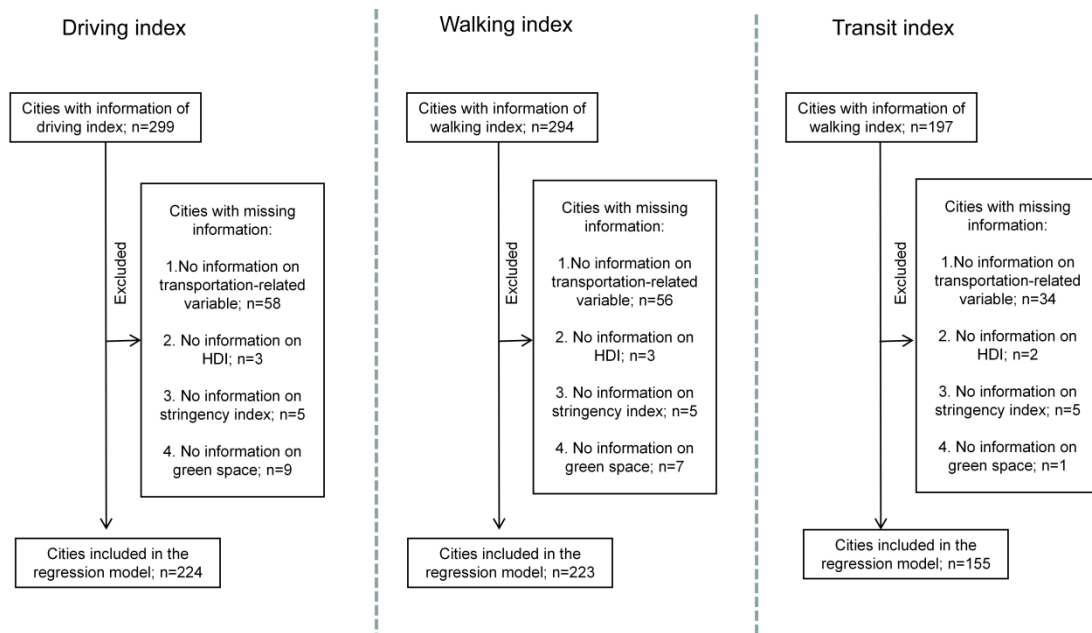 Driving index
Cities with information of
driving index; n=299
Excluded
Cities with missing
information:
1.No information on
transportation-related
variable; n=58
2. No information on
HDI; n=3
3. No information on
stringency index; n=5
4. No information on
green space; n=9
Cities included in the
regression model; n=224
Walking index
Cities with information of
walking index; n=294
Excluded
Cities with missing
information:
1.No information on
transportation-related
variable; n=56
2. No information on
HDI; n=3
3. No information on
stringency index; n=5
4. No information on
green space; n=7
Cities included in the
regression model; n=223
Transit index
Cities with information of
walking index; n=197
Excluded
Cities with missing
information:
1.No information on
transportation-related
variable; n=34
2. No information on
HDI; n=2
3. No information on
stringency index; n=5
4. No information on
green space; n=1
Cities included in the
regression model; n=155